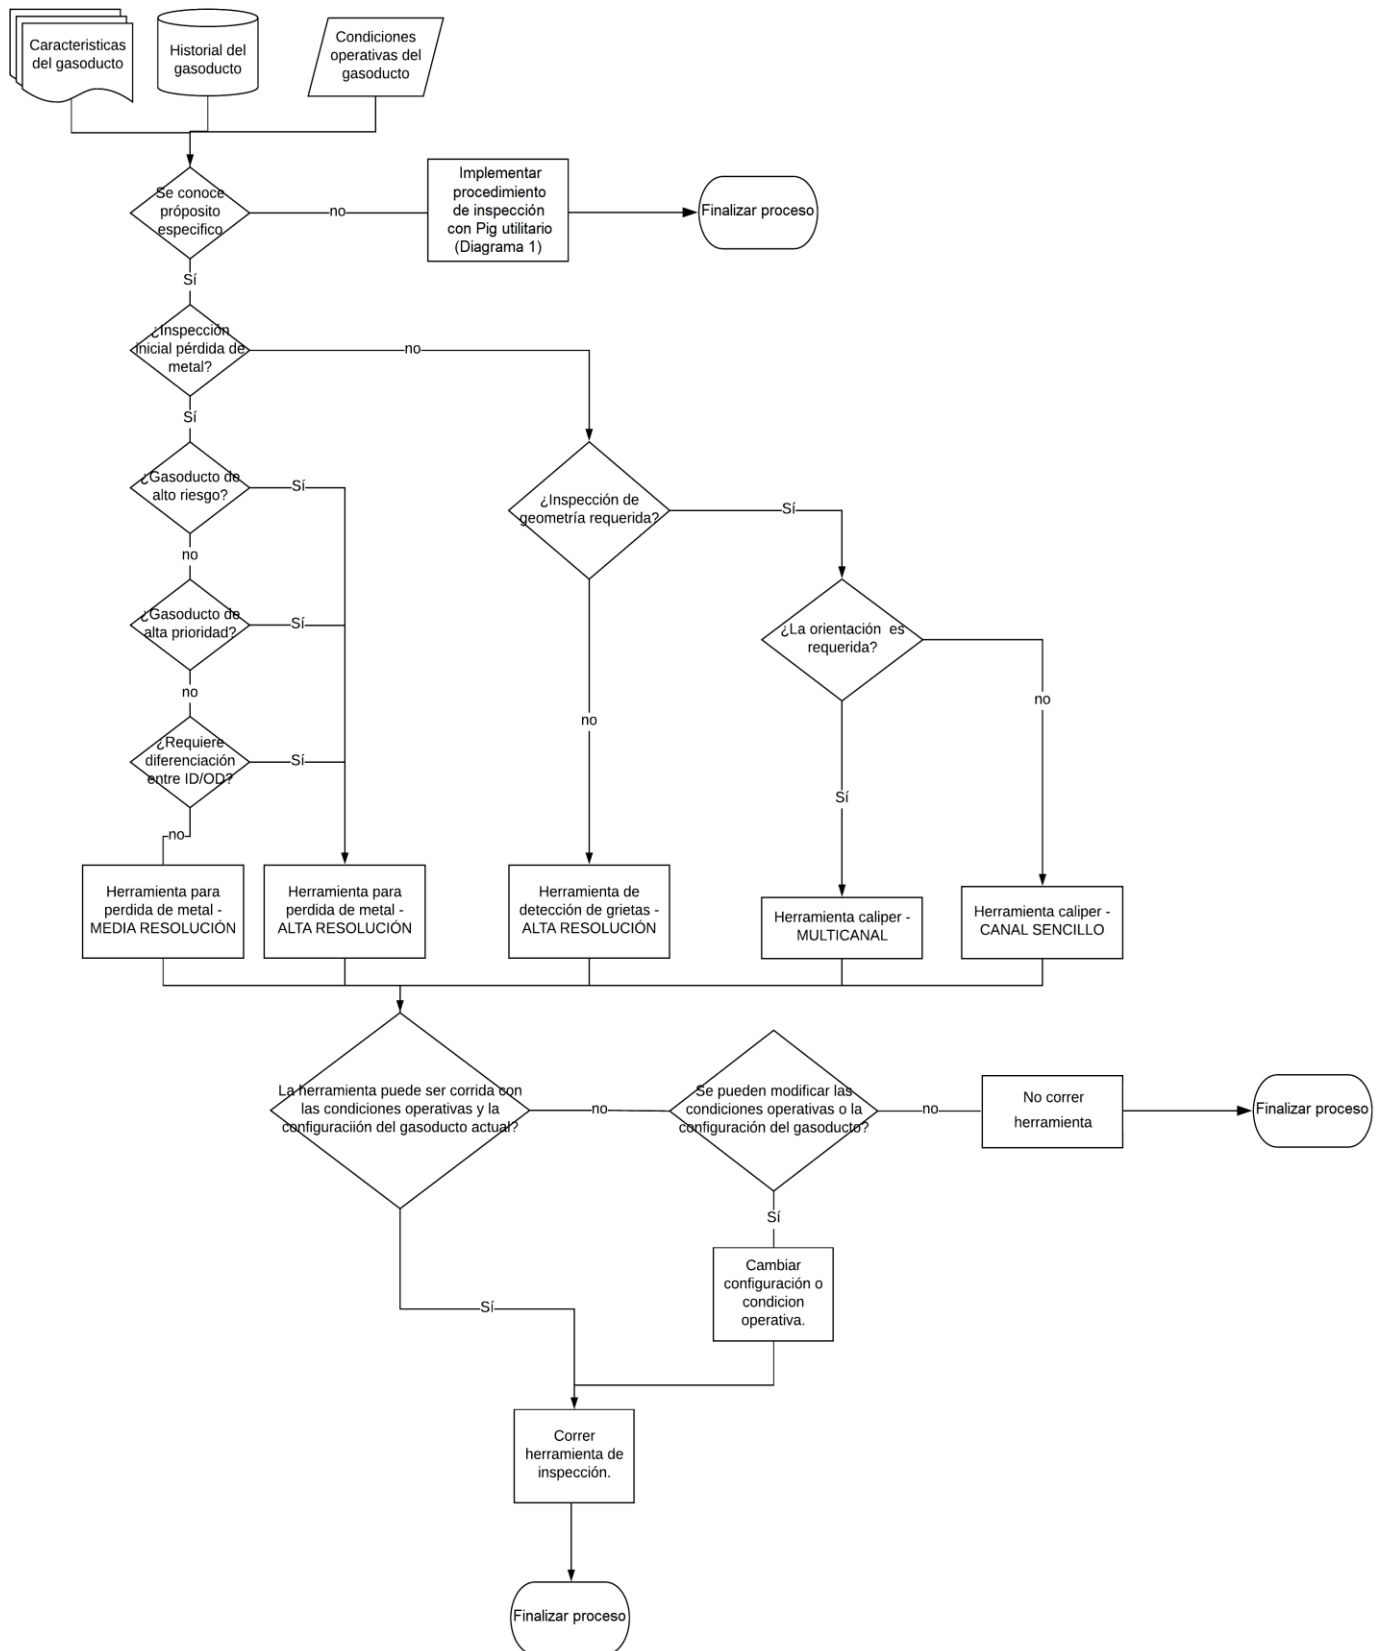 Caracteristicas
del gasoducto
Historial del
gasoducto
Condiciones
operativas del
gasoducto
Se conoce
próposito
especifico
no
Implementar
procedimiento
de inspección
con Pig utilitario
(Diagrama 1)
Finalizar proceso
Sí
¿Inspección
inicial pérdida de
metal?
no
Sí
¿Gasoducto de
alto riesgo?
Sí
¿Inspección de
geometría requerida?
Sí
no
¿Gasoducto de
alta prioridad?
Sí
¿La orientación es
requerida?
no
no
no
¿Requiere
diferenciación
entre ID/OD?
Sí
Sí
no
Herramienta para
perdida de metal -
MEDIA RESOLUCIÓN
Herramienta para
perdida de metal -
ALTA RESOLUCIÓN
Herramienta de
detección de grietas -
ALTA RESOLUCIÓN
Herramienta caliper -
MULTICANAL
Herramienta caliper -
CANAL SENCILLO
La herramienta puede ser corrida con
las condiciones operativas y la
configuraciión del gasoducto actual?
no
Se pueden modificar las
condiciones operativas o la
configuración del gasoducto?
no
No correr
herramienta
Finalizar proceso
Sí
Cambiar
configuración o
condicion
operativa.
Sí
Correr
herramienta de
inspección.
Finalizar proceso